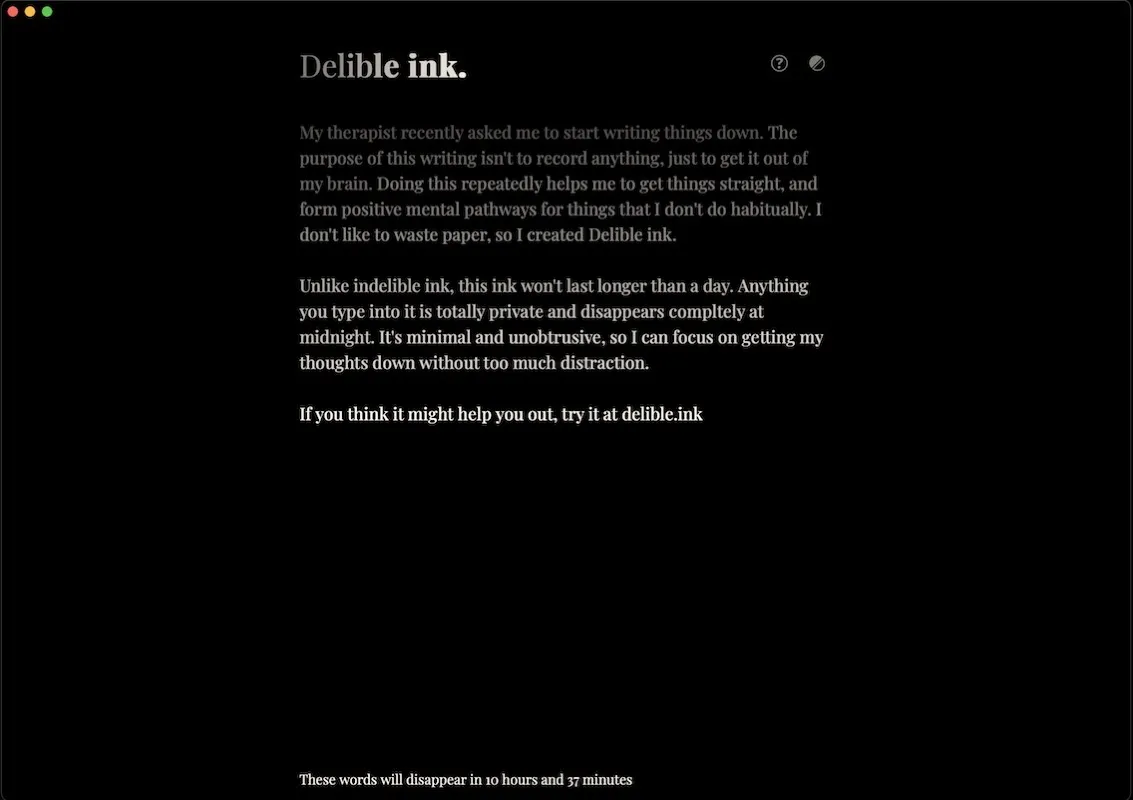 Delible ink.
My therapist recently asked me to start writing things down. The
purpose of this writing isn't to record anything, just to get it out of
my brain. Doing this repeatedly helps me to get things straight, and
form positive mental pathways for things that I don't do habitually. I
don't like to waste paper, so I created Delible ink.
Unlike indelible ink, this ink won't last longer than a day. Anything
you type into it is totally private and disappears compltely at
midnight. It's minimal and unobtrusive, so I can focus on getting my
thoughts down without too much distraction.
If you think it might help you out, try it at delible.ink
These words will disappear in 10 hours and 37 minutes